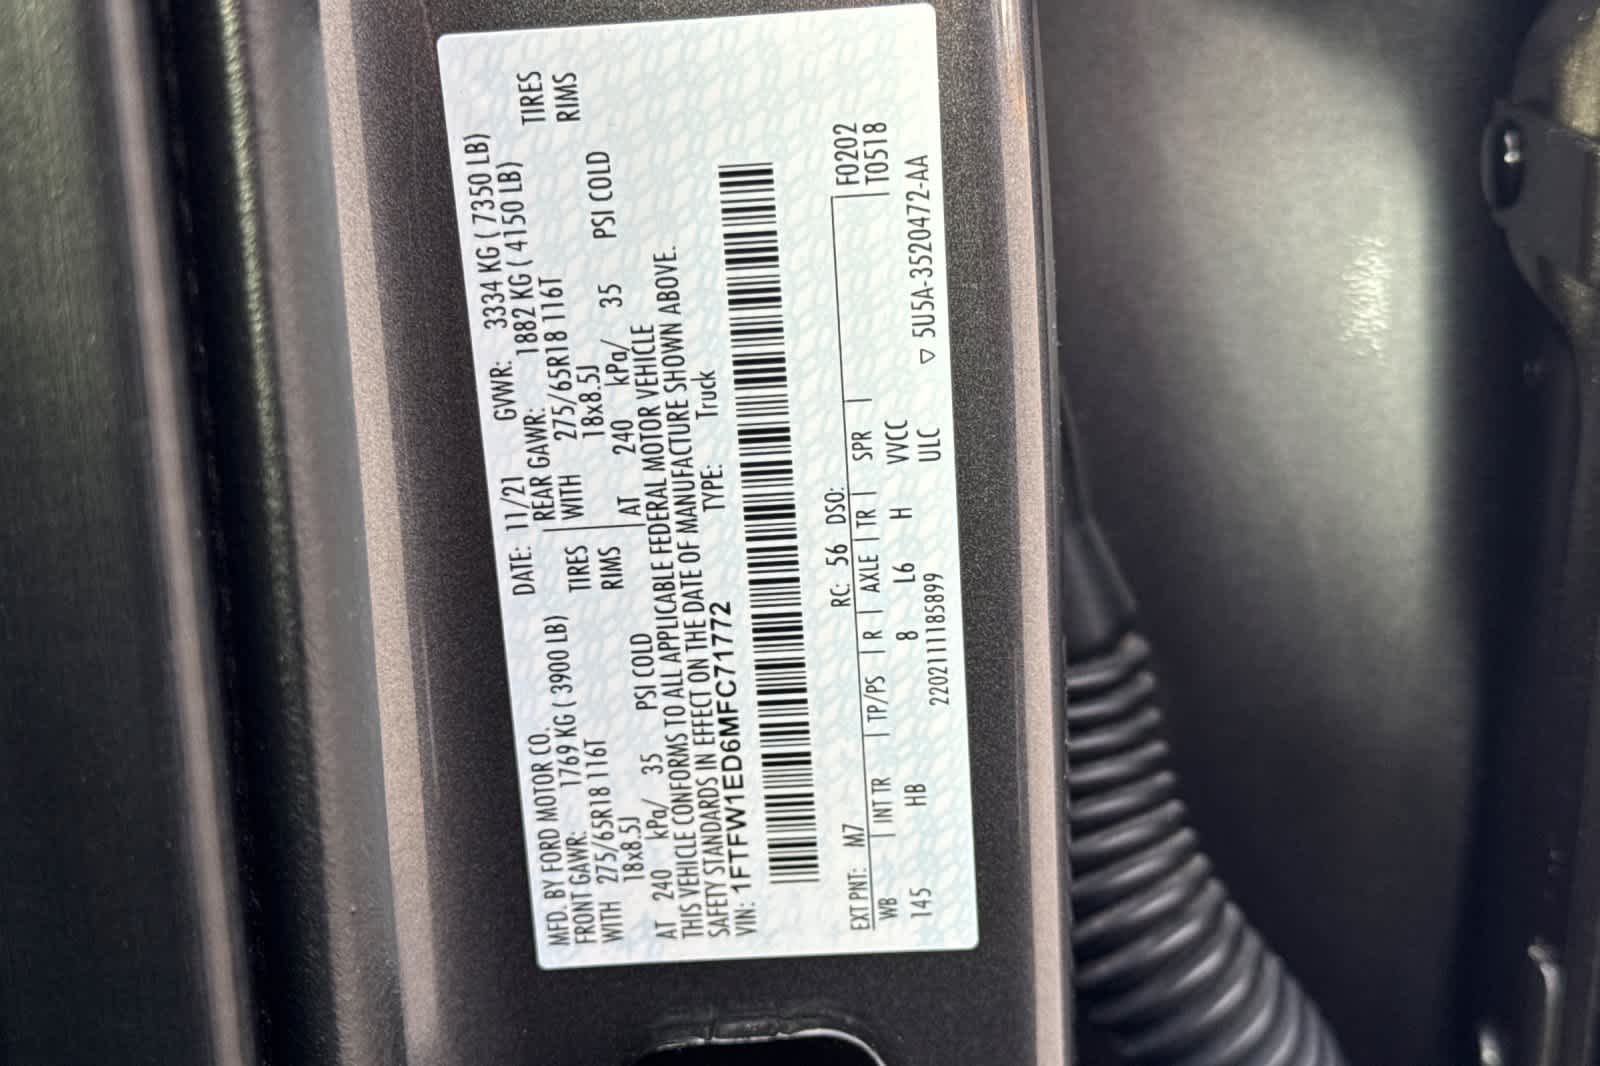 MFD. BY FORD MOTOR CO. DATE: 11/21 GVWR: 3334 KG ( 7350 LB)
FRONT GAWR: 1769 KG ( 3900 LB) REAR GAWR: 1882 KG ( 4150 LB)
WITH 275/65R18 116T TIRES WITH 275/65R18 116T TIRES
18x8.5J RIMS 18x8.5J RIMS
AT 240 kPa/ 35 PSI COLD AT 240 kPa/ 35 PSI COLD
THIS VEHICLE CONFORMS TO ALL APPLICABLE FEDERAL MOTOR VEHICLE
SAFETY STANDARDS IN EFFECT ON THE DATE OF MANUFACTURE SHOWN ABOVE.
VIN: 1FTFW1ED6MFC71772 TYPE: Truck
EXT PNT: M7 RC: 56 DSO: F0202
WB | INT TR | TP/PS | R | AXLE | TR | SPR | | T0518
145 HB 8 L6 H VVCC
220211185899 ULC ▽ 5U5A-3520472-AA